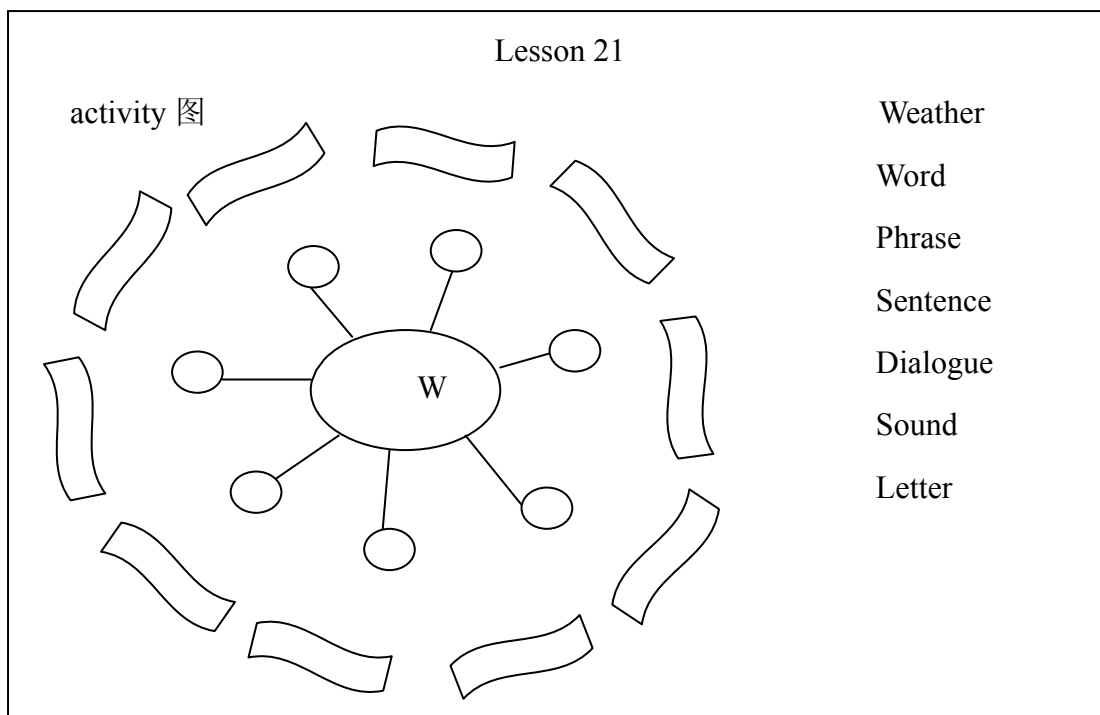 Lesson 21
activity 图
Weather
Word
Phrase
Sentence
W
Dialogue
Sound
Letter